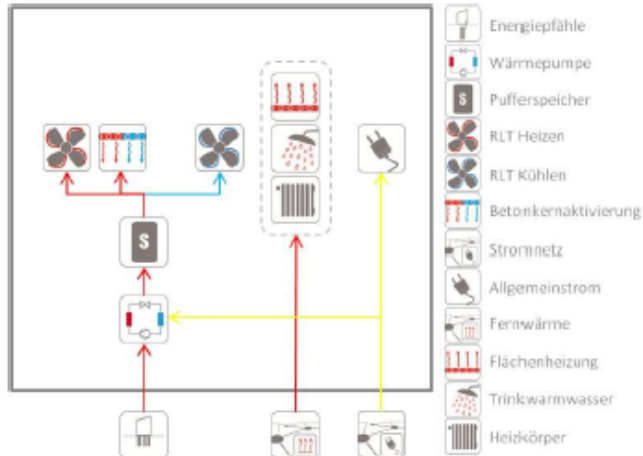 Energiepfähle
Wärmepumpe
S
Pufferspeicher
RLT Heizen
RLT Kühlen
Betonkernaktivierung
S
Stromnetz
Allgemeinstrom
Fernwärme
Flächenheizung
Trinkwarmwasser
Heizkörper